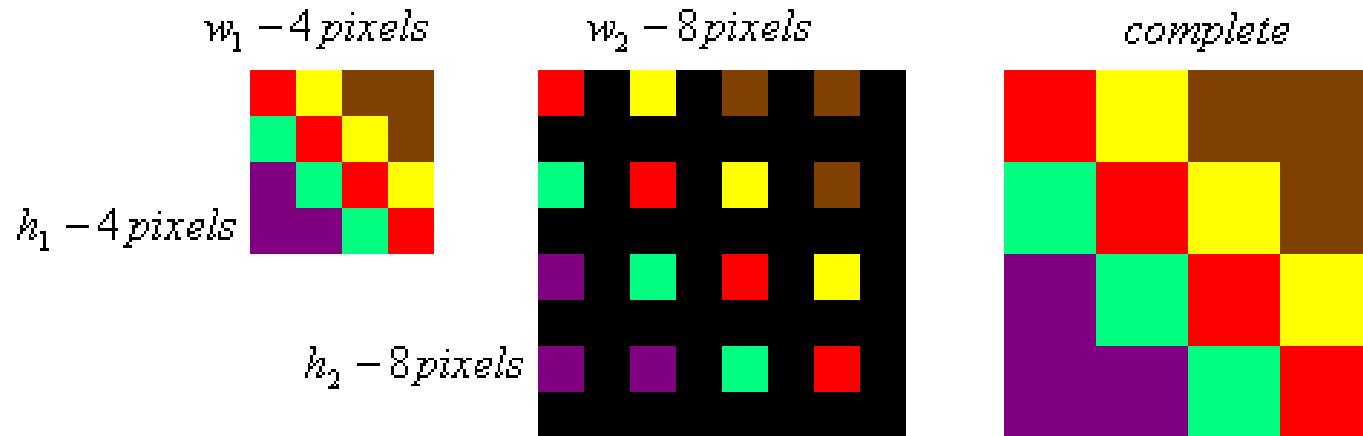 w₁ – 4 pixels
w₂ – 8 pixels
complete
h₁ – 4 pixels
h₂ – 8 pixels